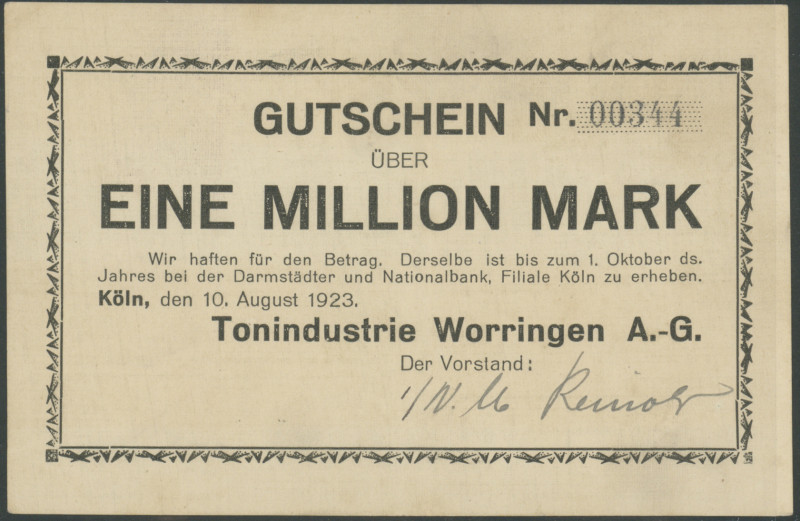 GUTSCHEIN Nr. 00344
ÜBER
EINE MILLION MARK
Wir haften für den Betrag. Derselbe ist bis zum 1. Oktober ds.
Jahres bei der Darmstädter und Nationalbank, Filiale Köln zu erheben.
Köln, den 10. August 1923.
Tonindustrie Worringen A.-G.
Der Vorstand: